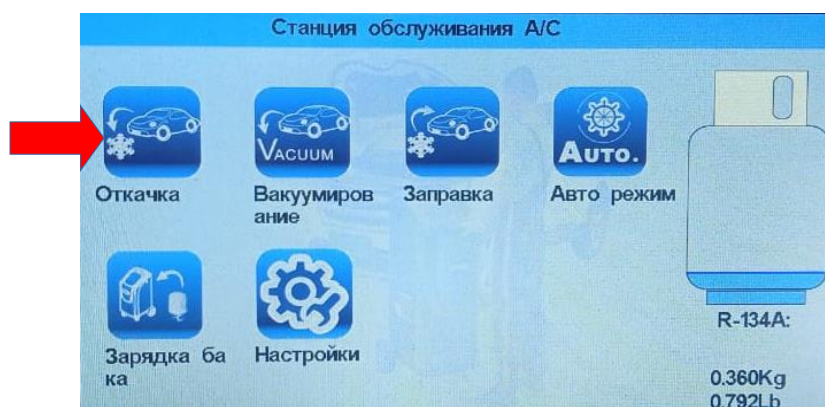 Станция обслуживания A/C
VACUUM
AUTO.
Откачка
Вакуумиров
ание
Заправка
Авто режим
Зарядка ба
ка
Настройки
R-134A:
0.360Kg
0.792Lb